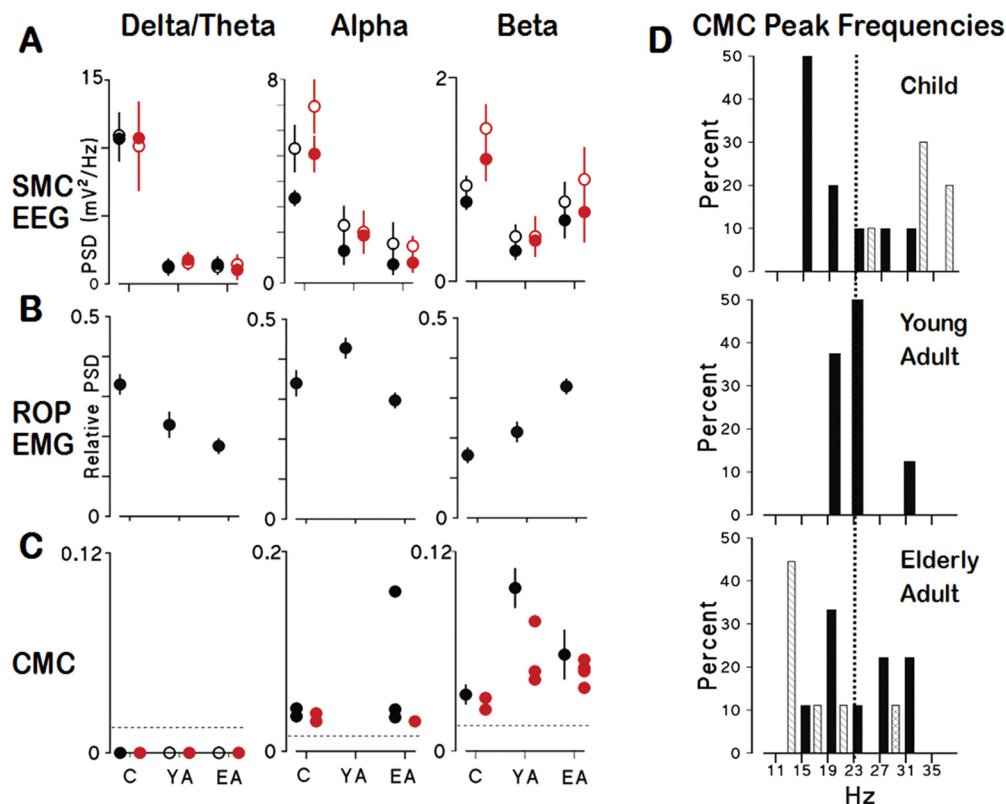 A Delta/Theta Alpha Beta
SMC EEG
PSD (mV²/Hz)
15
0
8
0
2
0
B
ROP EMG
Relative PSD
0.5
0
0.5
0
0.5
0
C
CMC
0.12
0
0.2
0
0.12
0
C YA EA
C YA EA
C YA EA
D CMC Peak Frequencies
Child
Percent
50
40
30
20
10
0
Young Adult
Percent
50
40
30
20
10
Elderly Adult
Percent
50
40
30
20
10
0
11 15 19 23 27 31 35
Hz